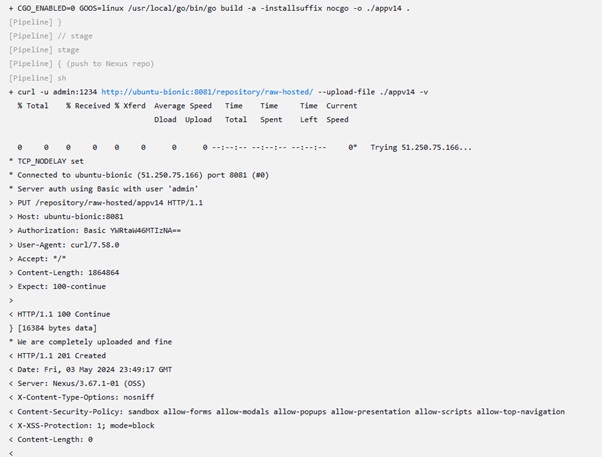 + CGO_ENABLED=0 GOOS=linux /usr/local/go/bin/go build -a -installsuffix nocgo -o ./appv14 .
[Pipeline] }
[Pipeline] // stage
[Pipeline] stage
[Pipeline] { (push to Nexus repo)
[Pipeline] sh
+ curl -u admin:1234 http://ubuntu-bionic:8081/repository/raw-hosted/ --upload-file ./appv14 -v
% Total % Received % Xferd Average Speed Time Time Time Current
Dload Upload Total Spent Left Speed
0 0 0 0 0 0 0 0 --:--:-- --:--:-- --:--:-- 0* Trying 51.250.75.166...
* TCP_NODELAY set
* Connected to ubuntu-bionic (51.250.75.166) port 8081 (#0)
* Server auth using Basic with user 'admin'
> PUT /repository/raw-hosted/appv14 HTTP/1.1
> Host: ubuntu-bionic:8081
> Authorization: Basic YWRtaW46MTIzNA==
> User-Agent: curl/7.58.0
> Accept: */*
> Content-Length: 1864864
> Expect: 100-continue
>
< HTTP/1.1 100 Continue
} [16384 bytes data]
* We are completely uploaded and fine
< HTTP/1.1 201 Created
< Date: Fri, 03 May 2024 23:49:17 GMT
< Server: Nexus/3.67.1-01 (OSS)
< X-Content-Type-Options: nosniff
< Content-Security-Policy: sandbox allow-forms allow-modals allow-popups allow-presentation allow-scripts allow-top-navigation
< X-XSS-Protection: 1; mode=block
< Content-Length: 0
<